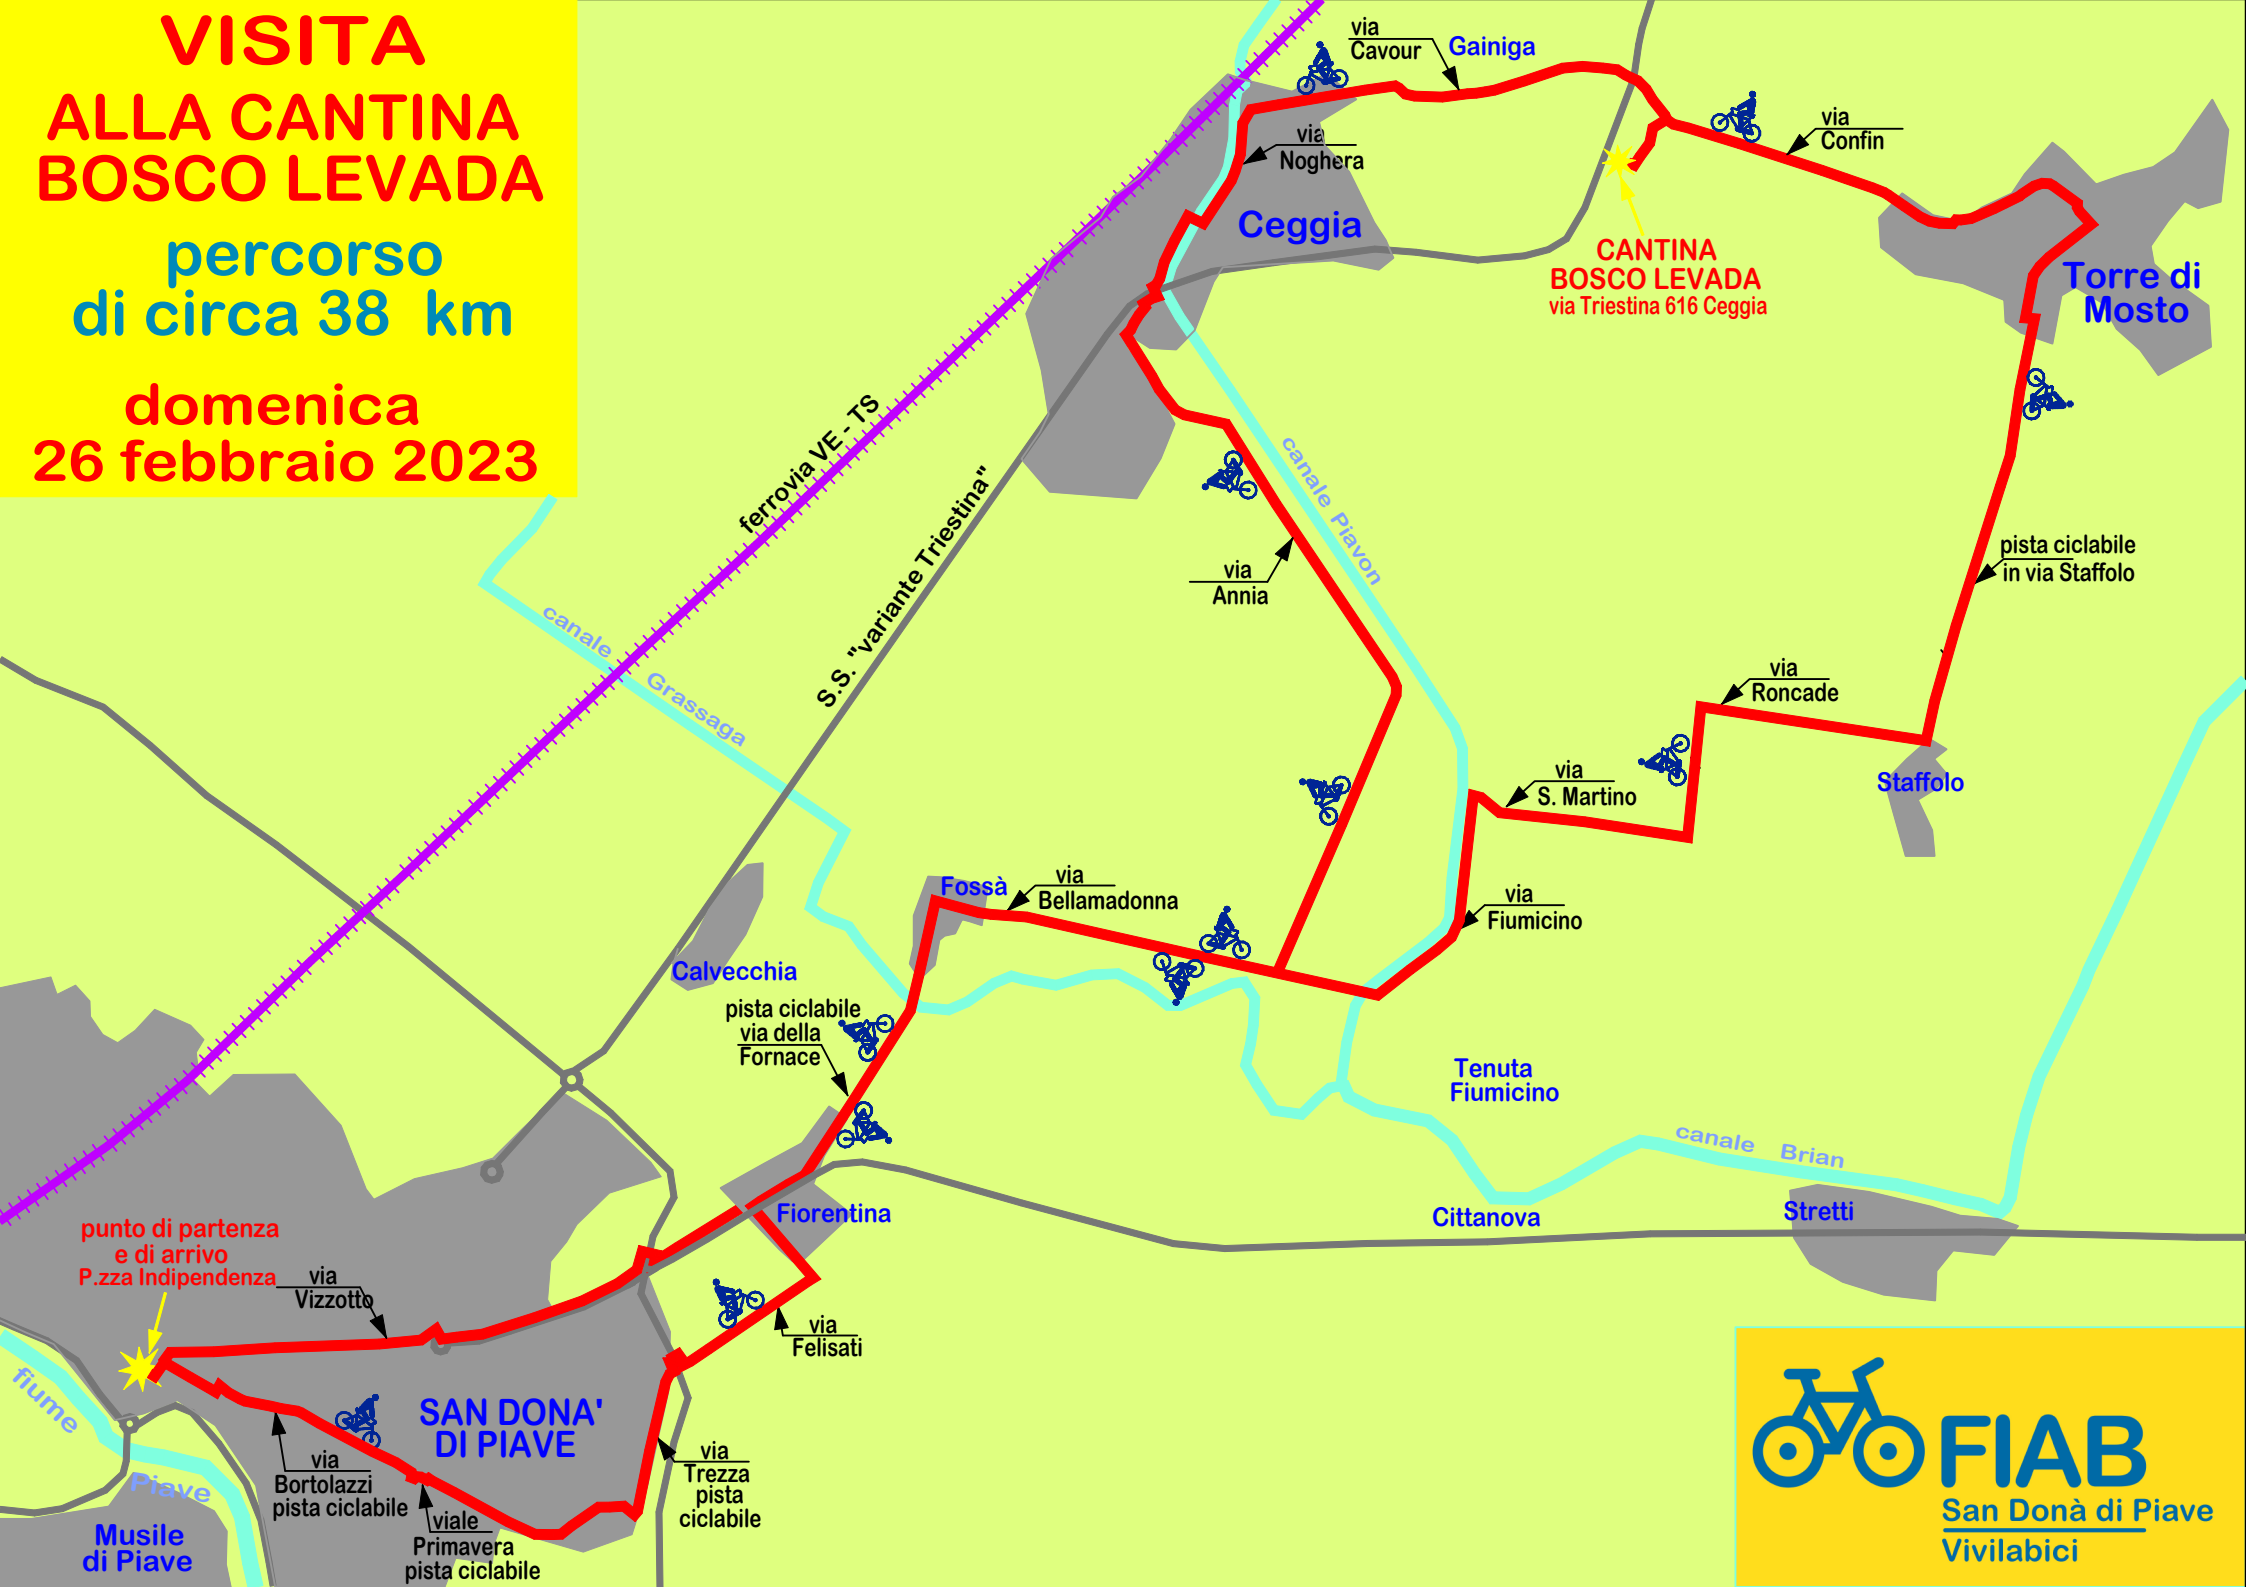 VISITA
ALLA CANTINA
BOSCO LEVADA
percorso
di circa 38 km
domenica
26 febbraio 2023
via
Cavour
Gainiga
via
Confin
via
Noghera
Ceggia
CANTINA
BOSCO LEVADA
via Triestina 616 Ceggia
Torre di
Mosto
ferrovia VE - TS
S.S. "variante Triestina"
canale Piavon
via
Annia
pista ciclabile
in via Staffolo
canale Grassaga
via
Roncade
via
S. Martino
Staffolo
Fossà
via
Bellamadonna
via
Fiumicino
Calvecchia
pista ciclabile
via della
Fornace
Tenuta
Fiumicino
canale Brian
Fiorentina
Cittanova
Stretti
punto di partenza
e di arrivo
P.zza Indipendenza
via
Vizzotto
via
Felisati
fiume
Piave
SAN DONA'
DI PIAVE
via
Bortolazzi
pista ciclabile
via
Trezza
pista
ciclabile
viale
Primavera
pista ciclabile
Musile
di Piave
FIAB
San Donà di Piave
Vivilabici